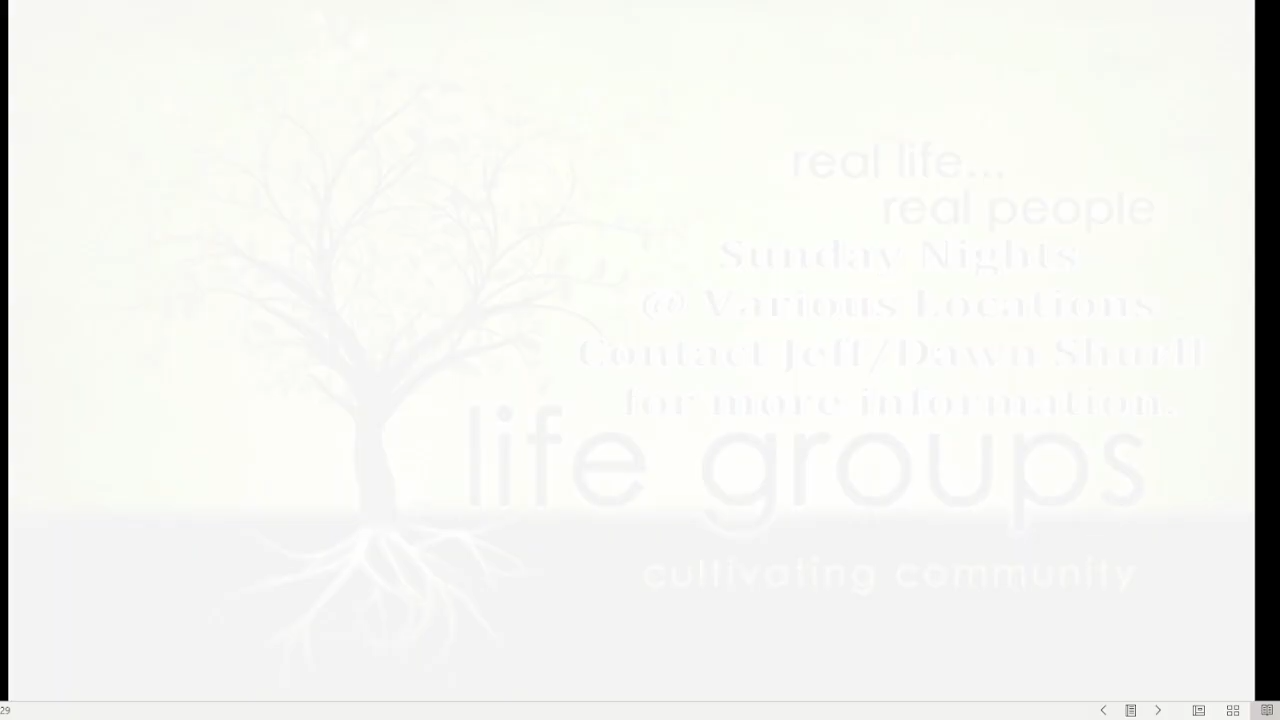 real life...
real people
Sunday Nights
@ Various Locations
Contact Jeff/Dawn Shurll
for more information.
life groups
cultivating community
29